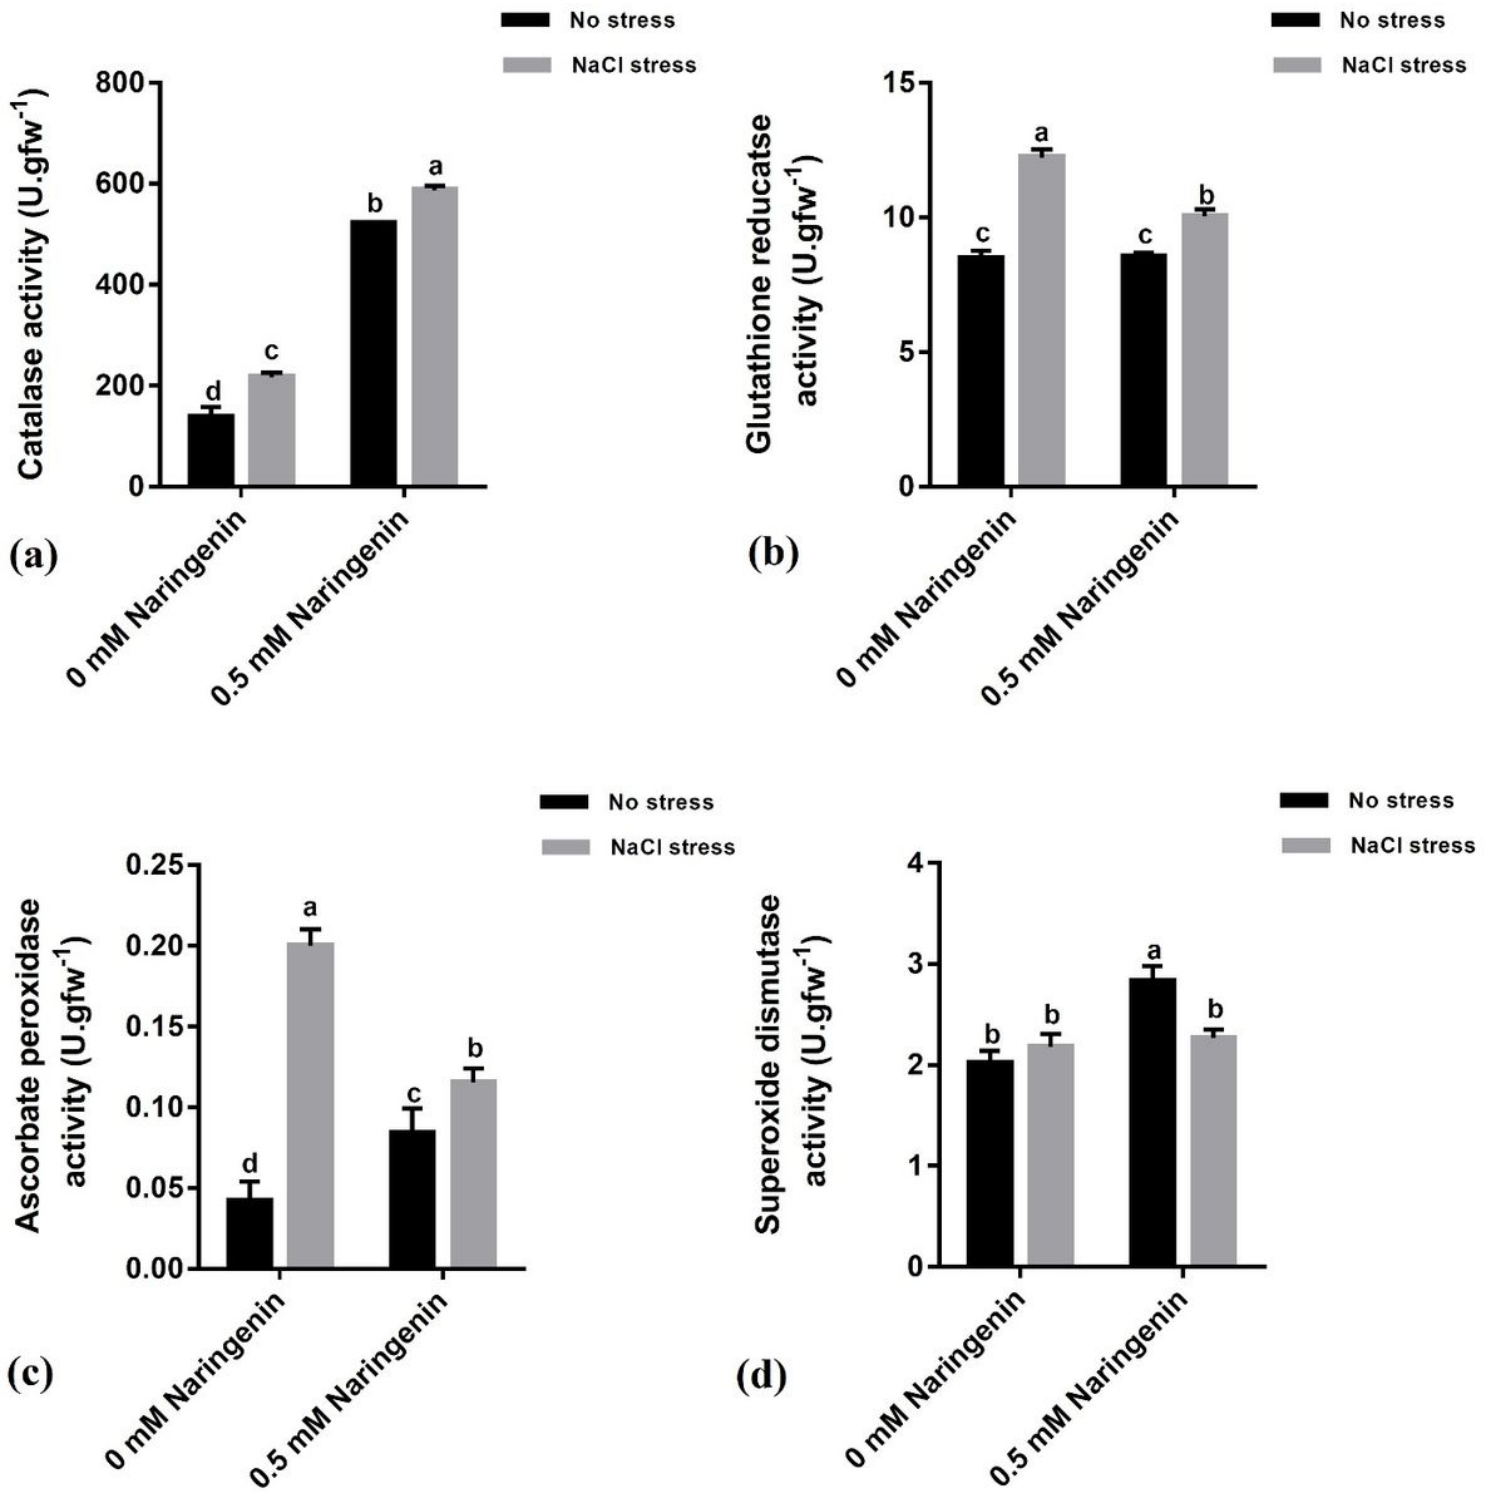 No stress
NaCl stress
Catalase activity (U.gfw-1)
800
600
400
200
0
d
c
b
a
0 mM Naringenin
0.5 mM Naringenin
(a)
No stress
NaCl stress
Glutathione reducatse
activity (U.gfw-1)
15
10
5
0
c
a
c
b
0 mM Naringenin
0.5 mM Naringenin
(b)
No stress
NaCl stress
Ascorbate peroxidase
activity (U.gfw-1)
0.25
0.20
0.15
0.10
0.05
0.00
d
a
c
b
0 mM Naringenin
0.5 mM Naringenin
(c)
No stress
NaCl stress
Superoxide dismutase
activity (U.gfw-1)
4
3
2
1
0
b
b
a
b
0 mM Naringenin
0.5 mM Naringenin
(d)